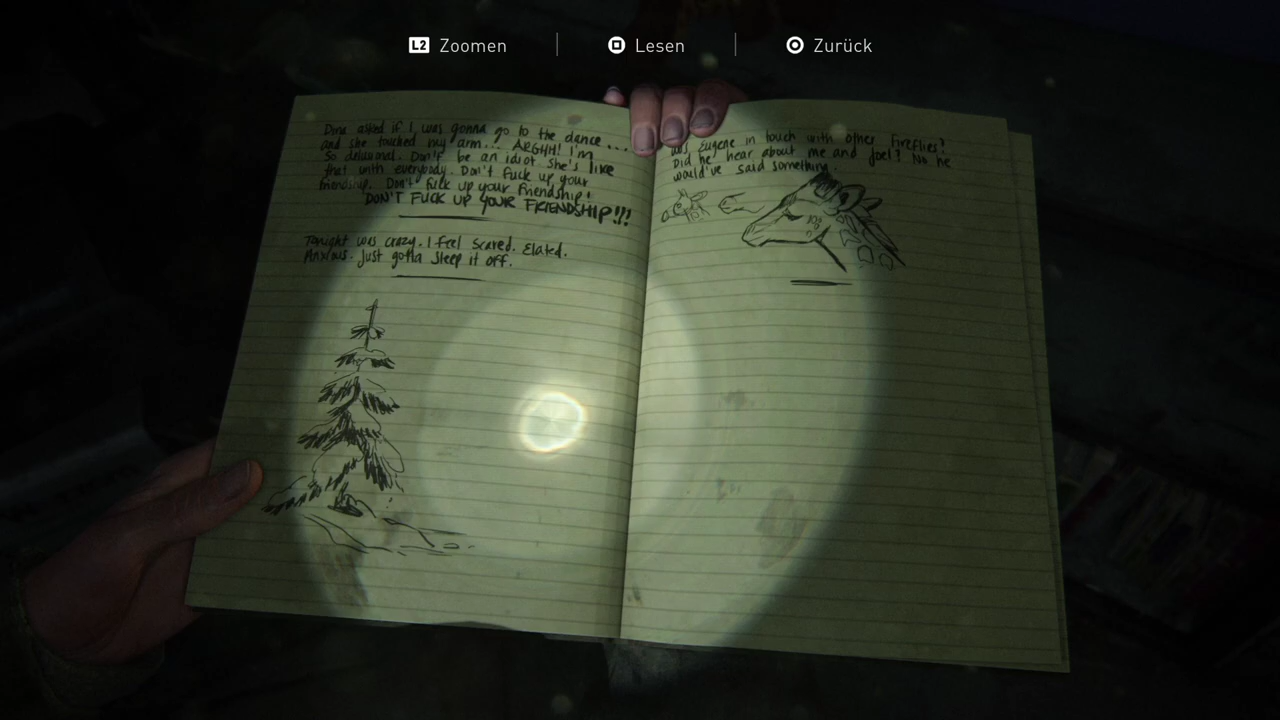 L2 Zoomen
Lesen
Zurück
Dina asked if I was gonna go to the dance...
and she touched my arm... ARGHH! I'm
so delusional. Don't be an idiot. She's like
that with everybody. Don't fuck up your
friendship. Don't fuck up your friendship!
DON'T FUCK UP YOUR FRIENDSHIP!!!
Tonight was crazy. I feel scared. Elated.
Anxious. Just gotta sleep it off.
Was Eugene in touch with other Fireflies?
Did he hear about me and Joel? No he
would've said something.